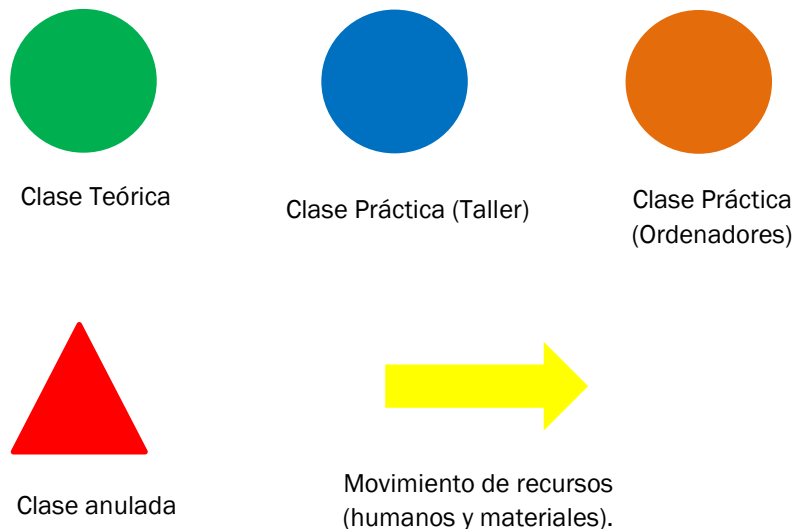 Clase Teórica
Clase Práctica (Taller)
Clase Práctica
(Ordenadores)
Clase anulada
Movimiento de recursos
(humanos y materiales).